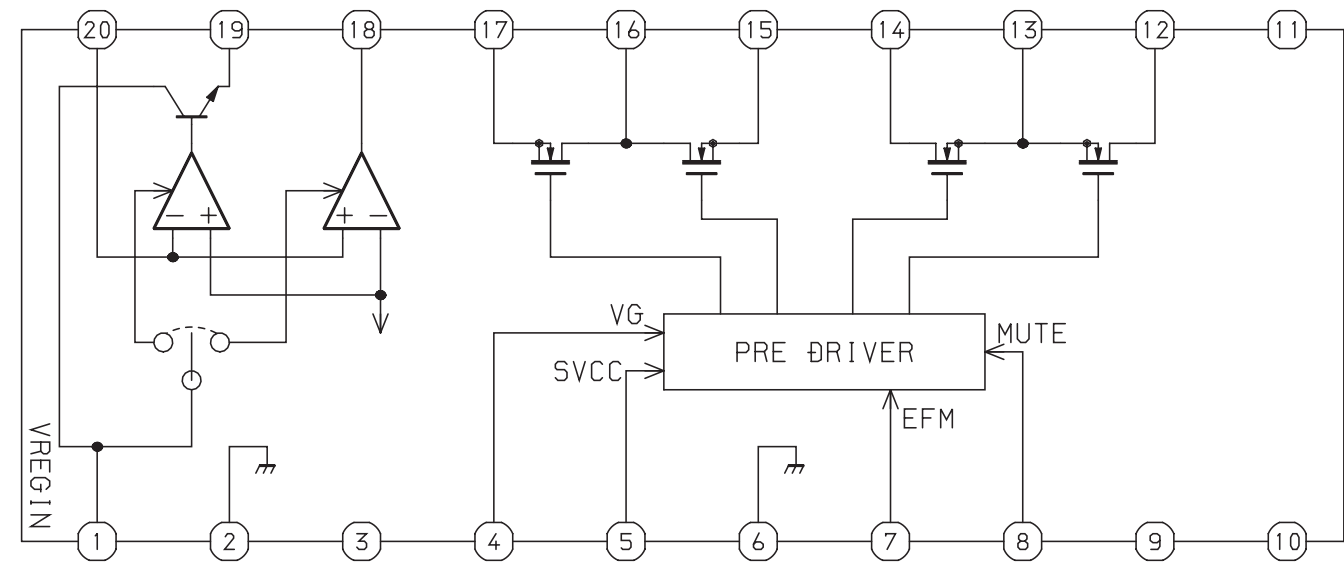 20 19 18 17 16 15 14 13 12 11
− + + −
VG
MUTE
PRE DRIVER
SVCC
EFM
VREGIN
1 2 3 4 5 6 7 8 9 10